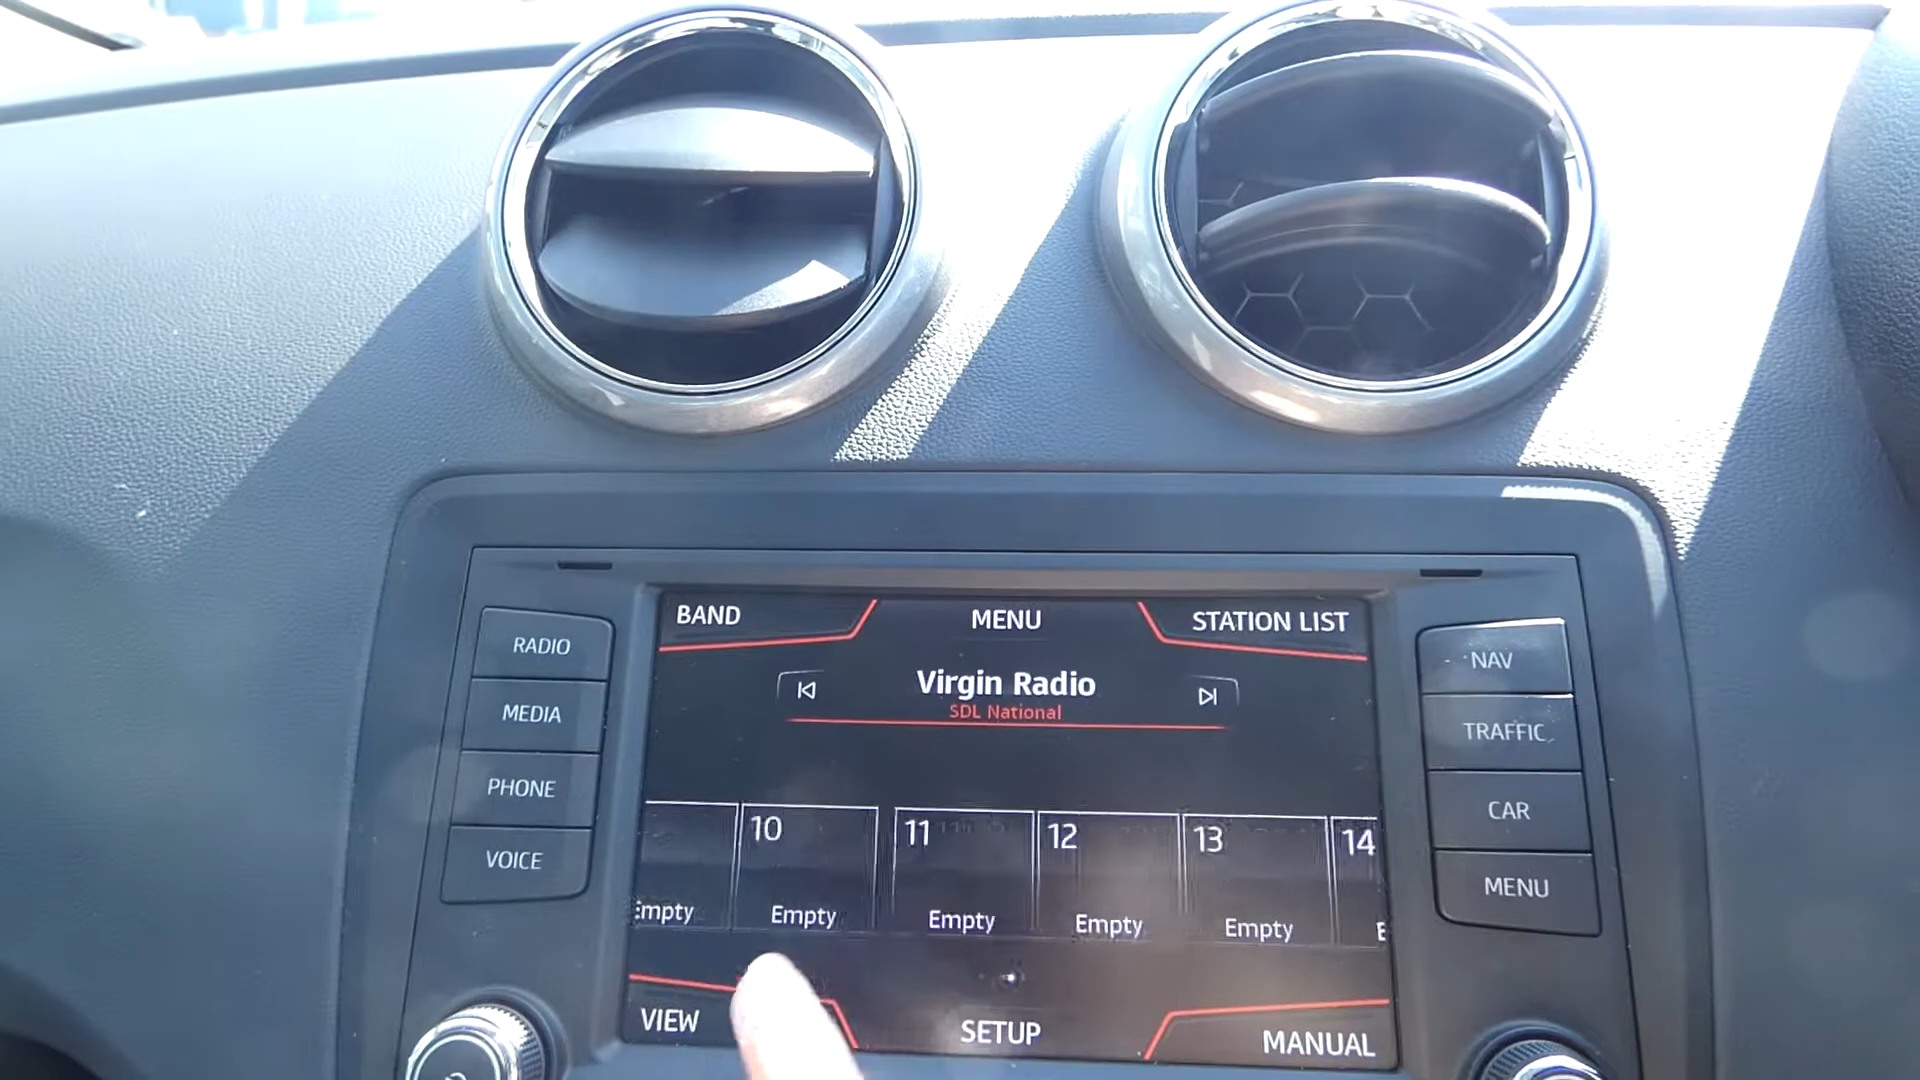 BAND
MENU
STATION LIST
RADIO
MEDIA
PHONE
VOICE
Virgin Radio
SDL National
NAV
TRAFFIC
CAR
MENU
10
11
12
13
14
Empty
Empty
Empty
Empty
VIEW
SETUP
MANUAL